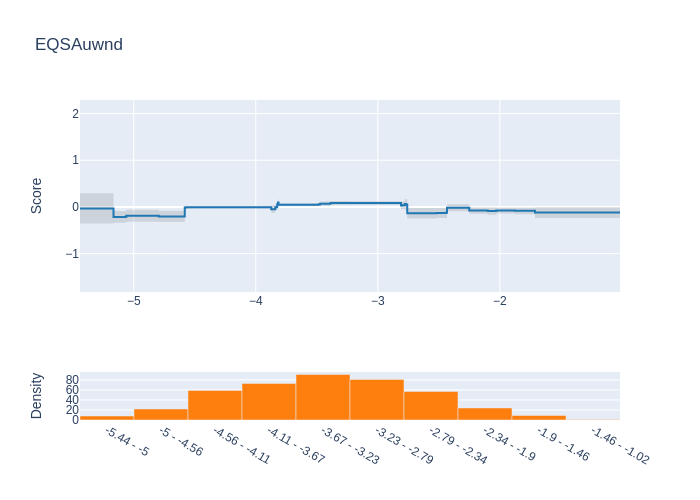 EQSAuwnd
2
1
0
−1
Score
−5
−4
−3
−2
80
60
40
20
0
Density
-5.44 - -5
-5 - -4.56
-4.56 - -4.11
-4.11 - -3.67
-3.67 - -3.23
-3.23 - -2.79
-2.79 - -2.34
-2.34 - -1.9
-1.9 - -1.46
-1.46 - -1.02